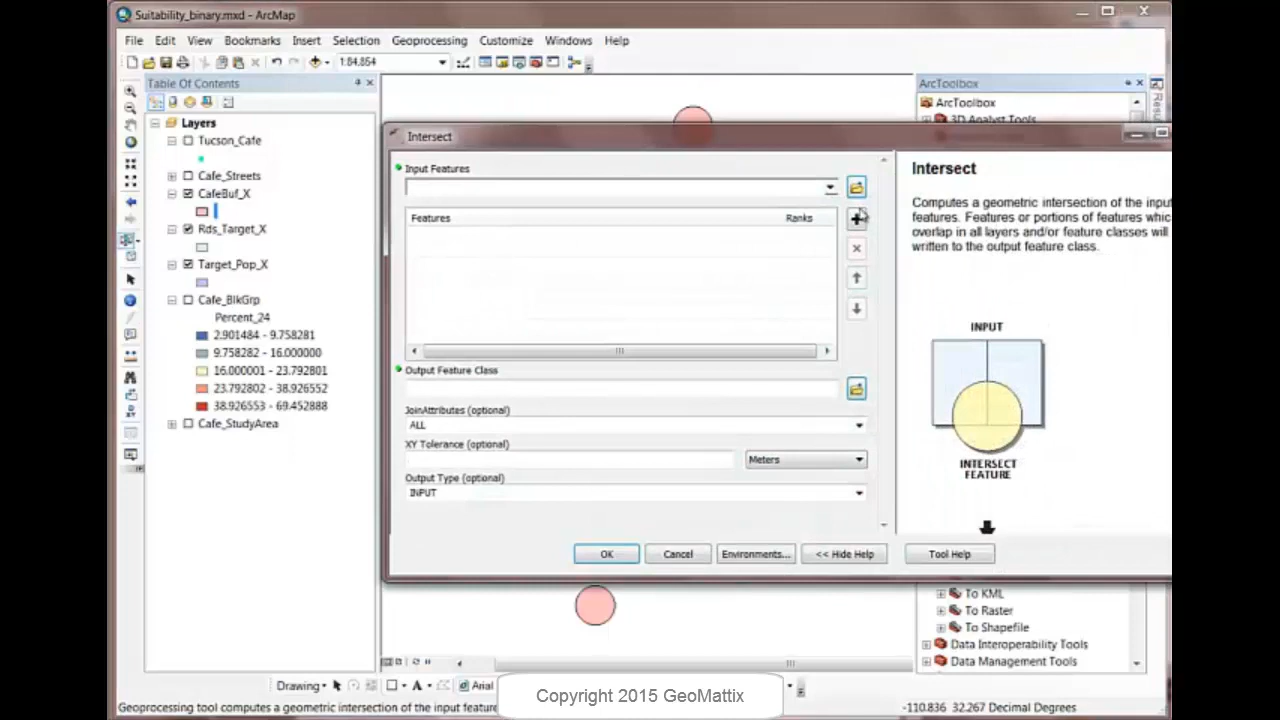 Suitability_binary.mxd - ArcMap
File Edit View Bookmarks Insert Selection Geoprocessing Customize Windows Help
1:84,854
Table Of Contents
Layers
Tucson_Cafe
Cafe_Streets
CafeBuf_X
Rds_Target_X
Target_Pop_X
Cafe_BlkGrp
Percent_24
2.901484 - 9.758281
9.758282 - 16.000000
16.000001 - 23.792801
23.792802 - 38.926552
38.926553 - 69.452888
Cafe_StudyArea
ArcToolbox
ArcToolbox
3D Analyst Tools
Intersect
Input Features
Features Ranks
Output Feature Class
JoinAttributes (optional)
ALL
XY Tolerance (optional)
Meters
Output Type (optional)
INPUT
OK Cancel Environments... << Hide Help Tool Help
Intersect
Computes a geometric intersection of the input
features. Features or portions of features whic
overlap in all layers and/or feature classes will
written to the output feature class.
INPUT
INTERSECT
FEATURE
To KML
To Raster
To Shapefile
Data Interoperability Tools
Data Management Tools
Drawing A Arial
Copyright 2015 GeoMattix
Geoprocessing tool computes a geometric intersection of the input feature
-110.836 32.267 Decimal Degrees